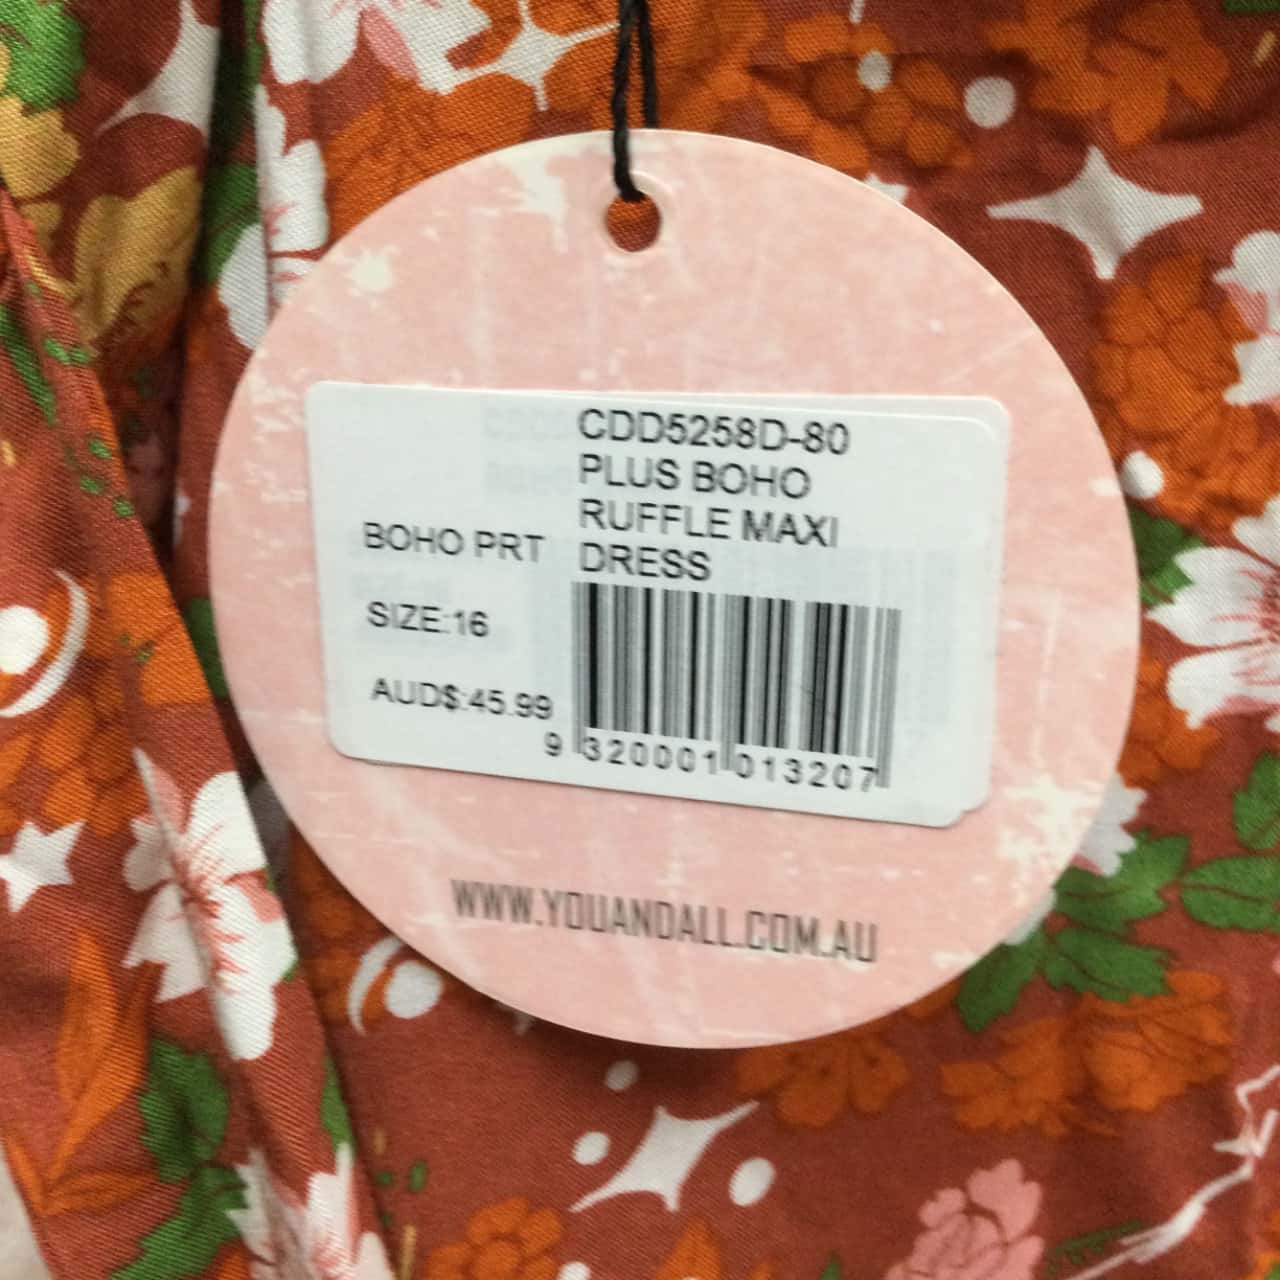 CDD5258D-80
PLUS BOHO
RUFFLE MAXI
DRESS
BOHO PRT
SIZE:16
AUD$:45.99
9 320001 013207
WWW.YOUANDALL.COM.AU